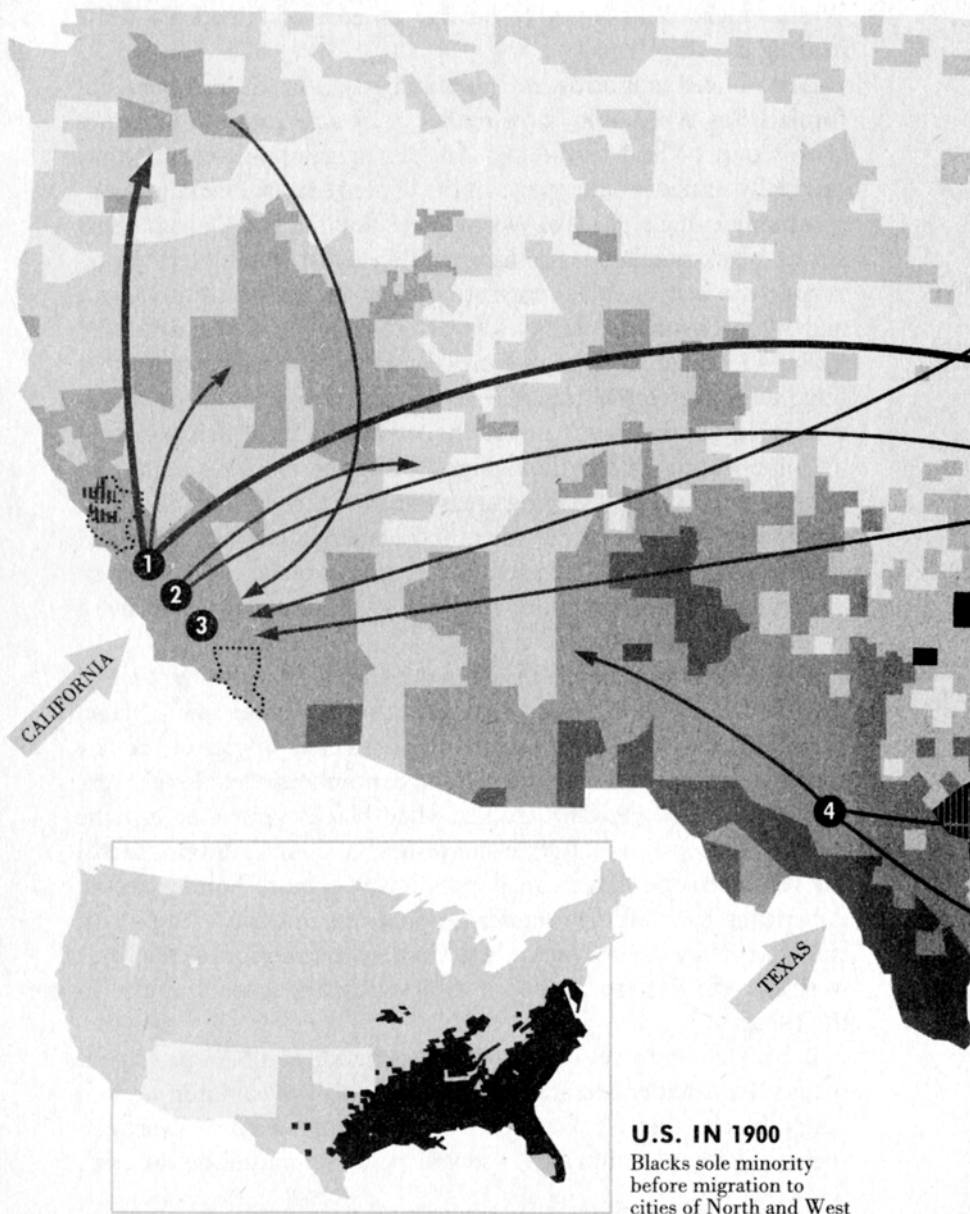 1
2
3
CALIFORNIA
4
TEXAS
U.S. IN 1900
Blacks sole minority
before migration to
cities of North and West